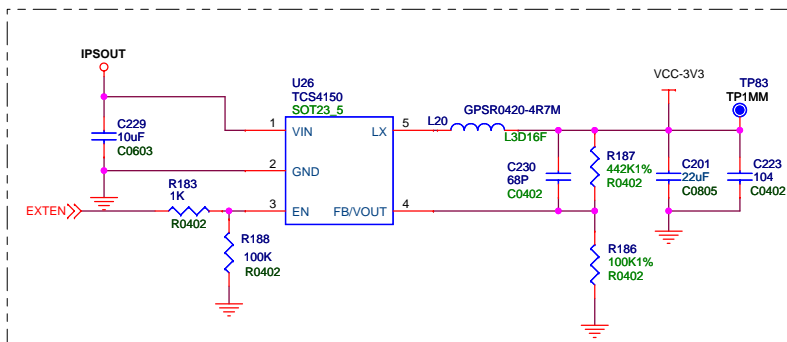 IPSOUT
VCC-3V3
TP83
TP1MM
U26
TCS4150
SOT23_5
GPSR0420-4R7M
L20
L3D16F
C229
10uF
C0603
1
VIN
LX
5
2
GND
R183
1K
R0402
EXTEN
3
EN
FB/VOUT
4
R188
100K
R0402
C230
68P
C0402
R187
442K1%
R0402
C201
22uF
C0805
C223
104
C0402
R186
100K1%
R0402